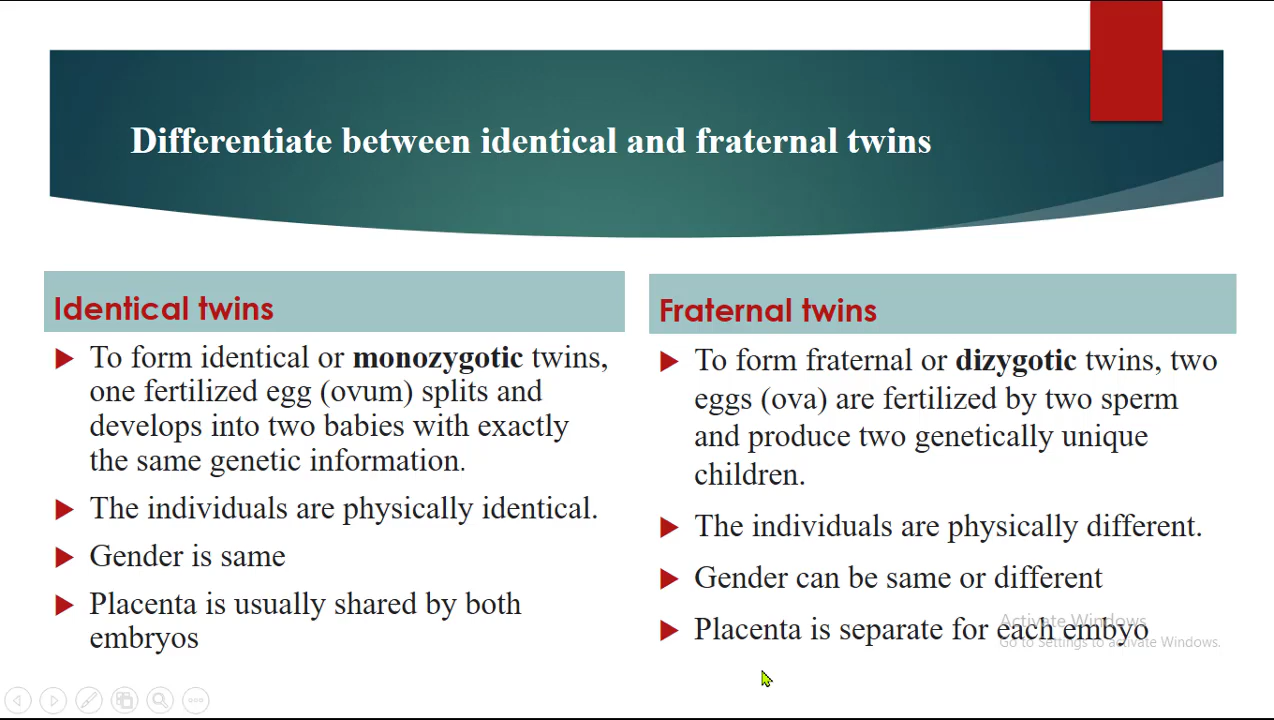 Differentiate between identical and fraternal twins
Identical twins
To form identical or monozygotic twins,
one fertilized egg (ovum) splits and
develops into two babies with exactly
the same genetic information.
The individuals are physically identical.
Gender is same
Placenta is usually shared by both
embryos
Fraternal twins
To form fraternal or dizygotic twins, two
eggs (ova) are fertilized by two sperm
and produce two genetically unique
children.
The individuals are physically different.
Gender can be same or different
Placenta is separate for each embyo
Activate Windows
Go to Settings to activate Windows.